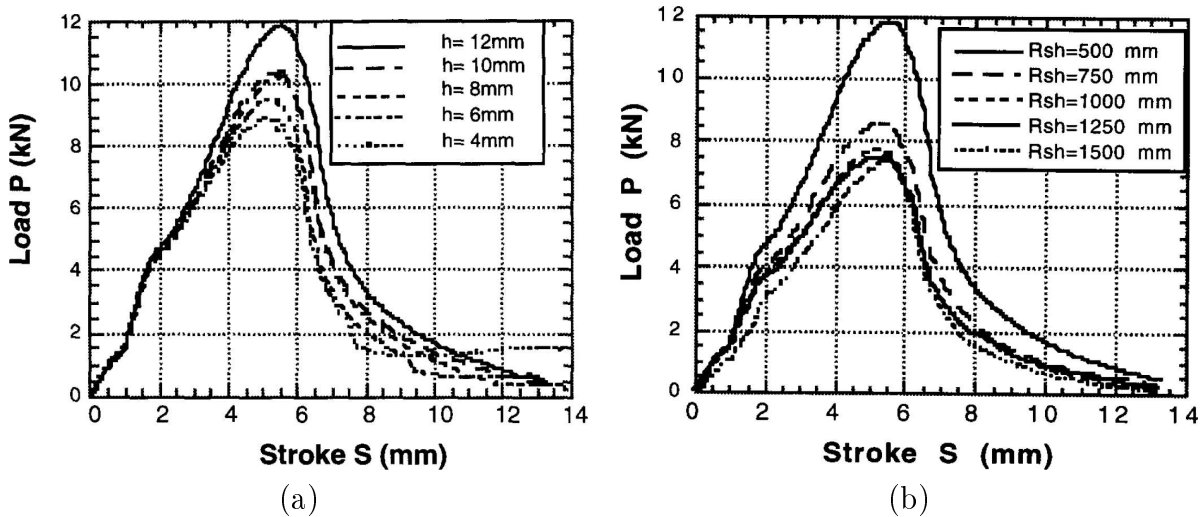 12
10
8
6
4
2
0
Load P (kN)
h= 12mm
h= 10mm
h= 8mm
h= 6mm
h= 4mm
0 2 4 6 8 10 12 14
Stroke S (mm)
(a)
12
10
8
6
4
2
0
Load P (kN)
Rsh=500 mm
Rsh=750 mm
Rsh=1000 mm
Rsh=1250 mm
Rsh=1500 mm
0 2 4 6 8 10 12 14
Stroke S (mm)
(b)